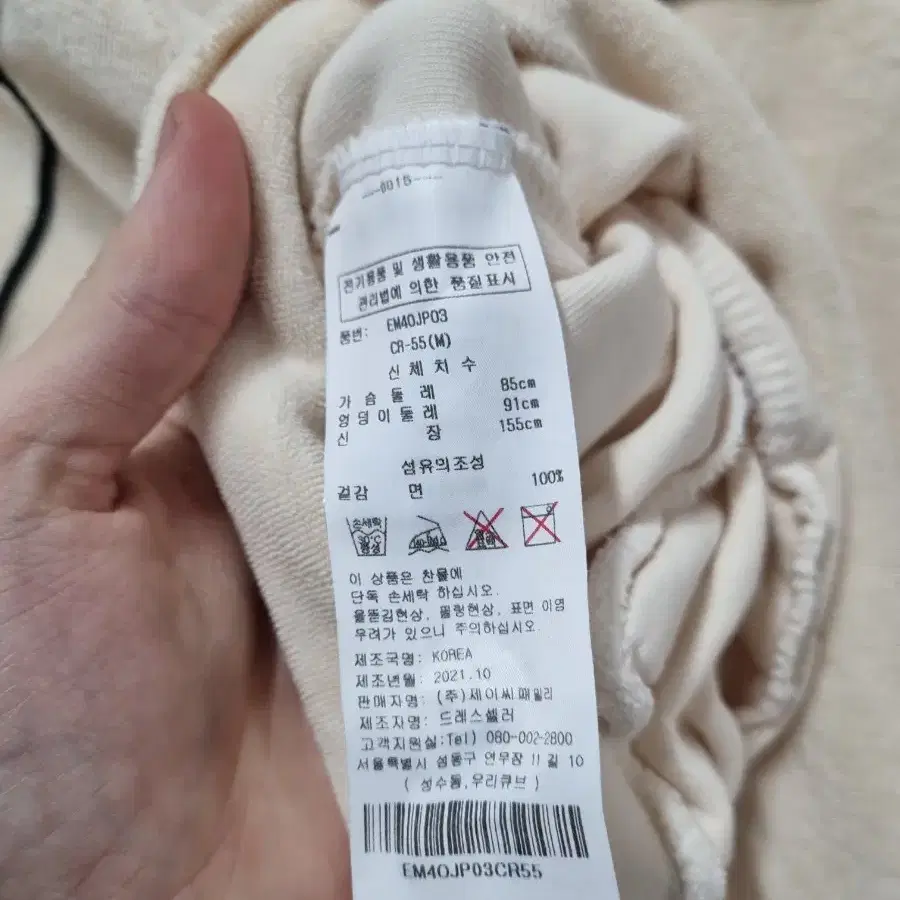 0015
전기용품 및 생활용품 안전
관리법에 의한 품질표시
품번: EM4OJP03
CR-55(M)
신체치수
가슴둘레 85cm
엉덩이둘레 91cm
신장 155cm
섬유의조성
겉감 면 100%
손세탁
30℃
중성
이 상품은 찬물에
단독 손세탁 하십시오.
올뜯김현상, 필링현상, 표면 이염
우려가 있으니 주의하십시오.
제조국명: KOREA
제조년월: 2021.10
판매자명: (주)제이씨패밀리
제조자명: 드레스셀러
고객지원실:Tel) 080-002-2800
서울특별시 성동구 연무장 11 길 10
( 성수동,우리큐브 )
EM4OJP03CR55